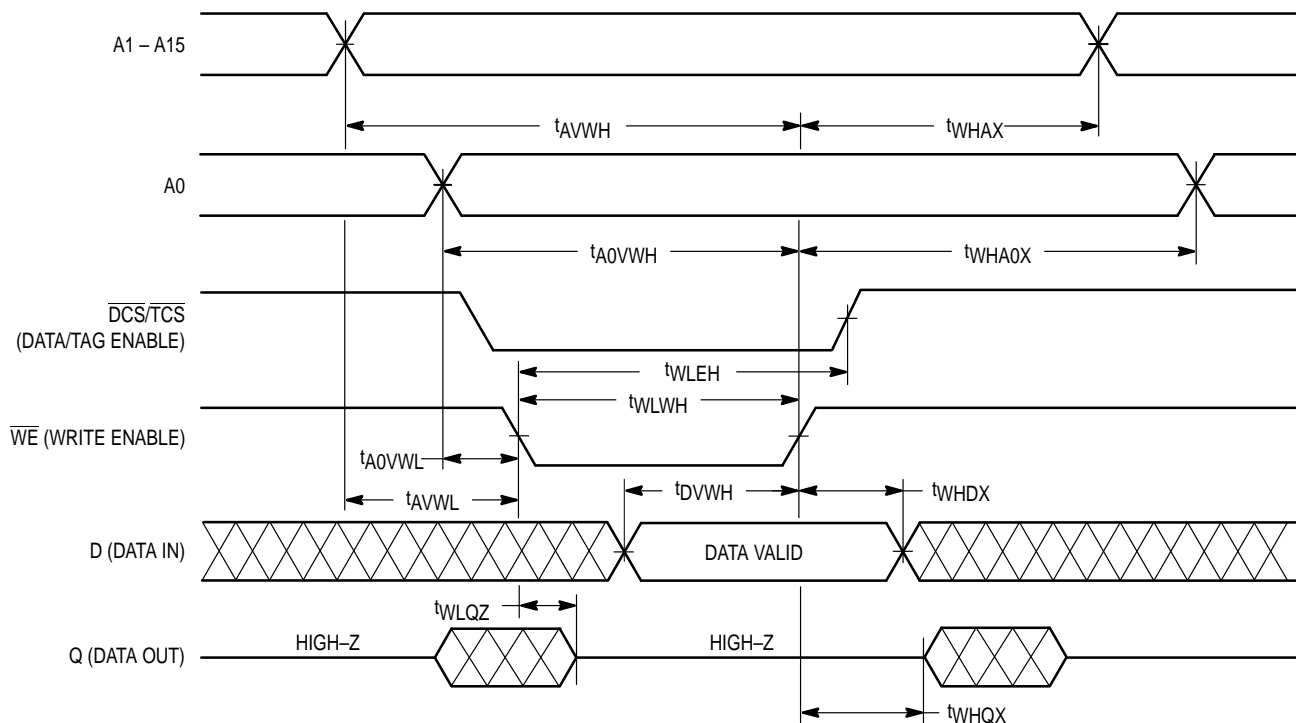 A1 – A15
tAVWH
tWHAX
A0
tA0VWH
tWHA0X
DCS/TCS
(DATA/TAG ENABLE)
tWLEH
tWLWH
WE (WRITE ENABLE)
tA0VWL
tDVWH
tWHDX
tAVWL
D (DATA IN)
DATA VALID
tWLQZ
Q (DATA OUT)
HIGH–Z
HIGH–Z
tWHQX